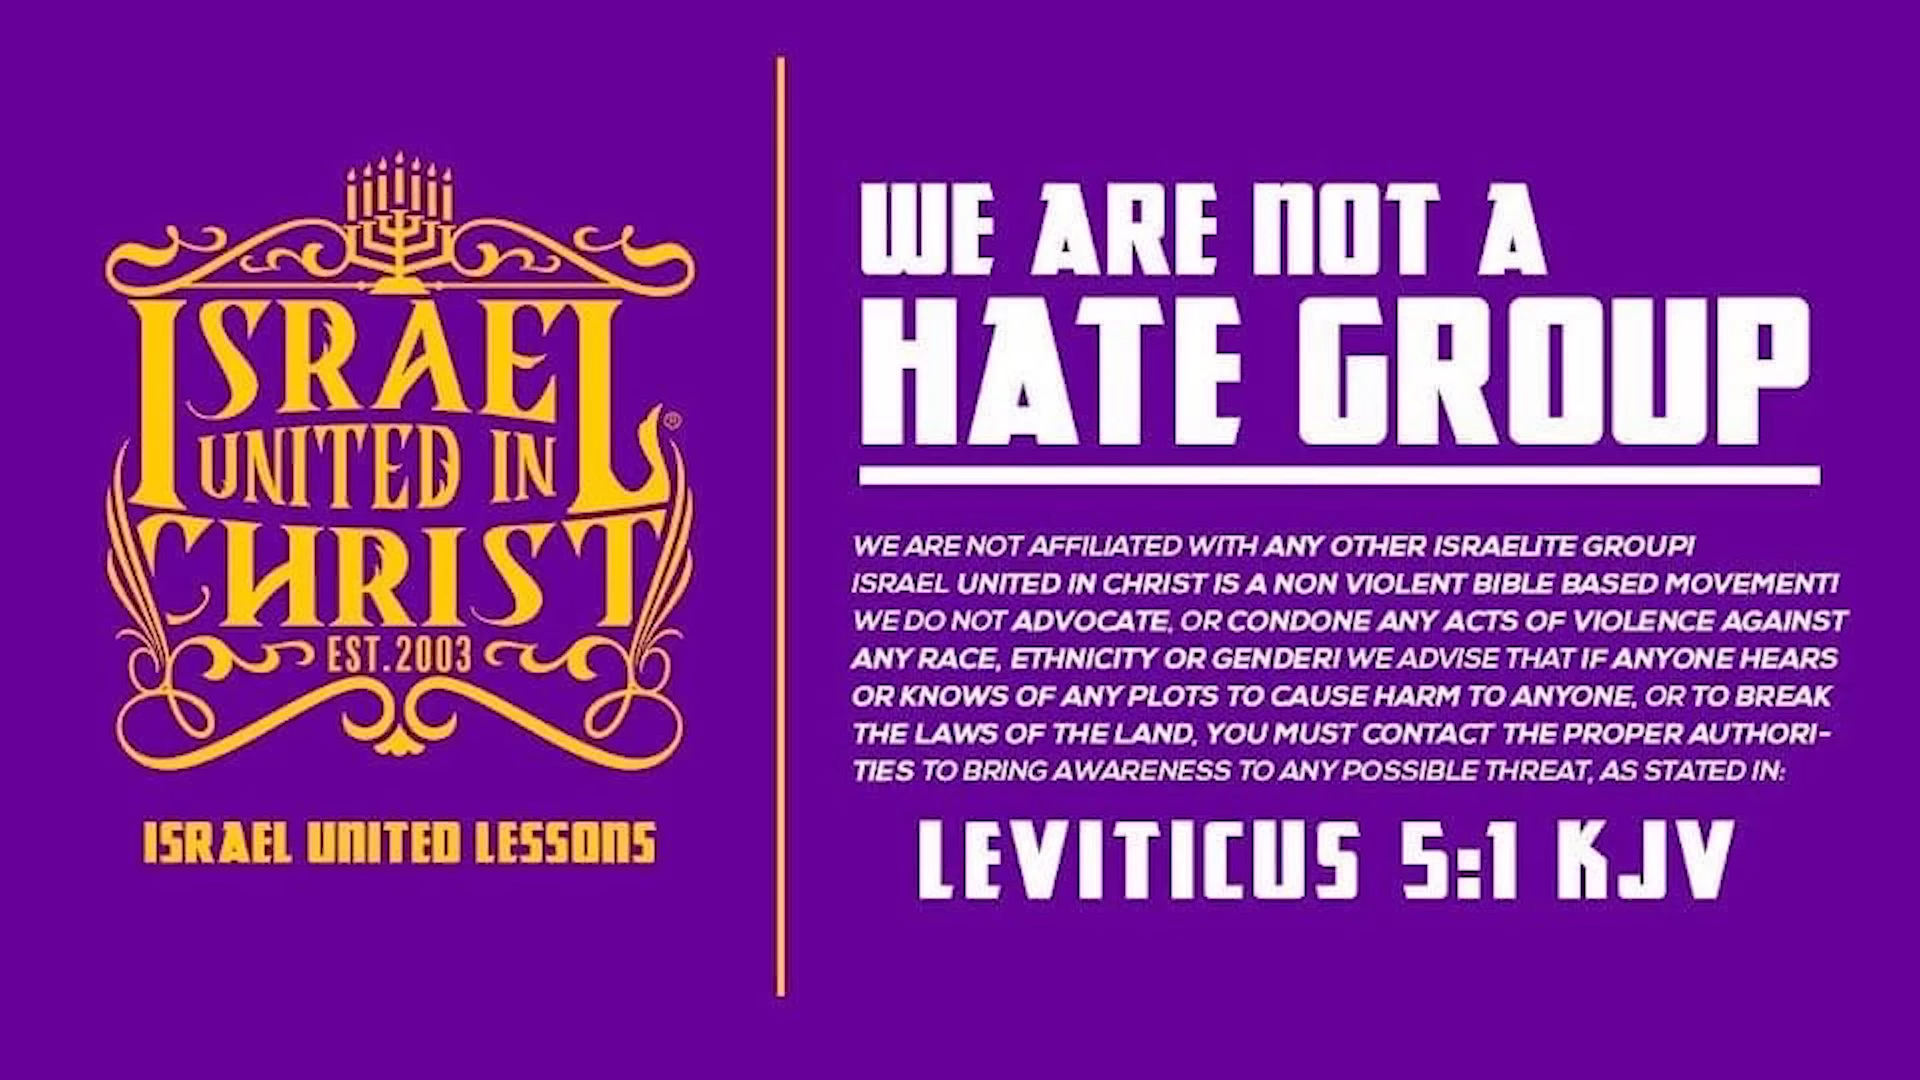 ISRAEL
UNITED IN
CHRIST
®
EST.2003
ISRAEL UNITED LESSONS
WE ARE NOT A
HATE GROUP
WE ARE NOT AFFILIATED WITH ANY OTHER ISRAELITE GROUP!
ISRAEL UNITED IN CHRIST IS A NON VIOLENT BIBLE BASED MOVEMENT!
WE DO NOT ADVOCATE, OR CONDONE ANY ACTS OF VIOLENCE AGAINST
ANY RACE, ETHNICITY OR GENDER! WE ADVISE THAT IF ANYONE HEARS
OR KNOWS OF ANY PLOTS TO CAUSE HARM TO ANYONE, OR TO BREAK
THE LAWS OF THE LAND, YOU MUST CONTACT THE PROPER AUTHORI-
TIES TO BRING AWARENESS TO ANY POSSIBLE THREAT, AS STATED IN:
LEVITICUS 5:1 KJV